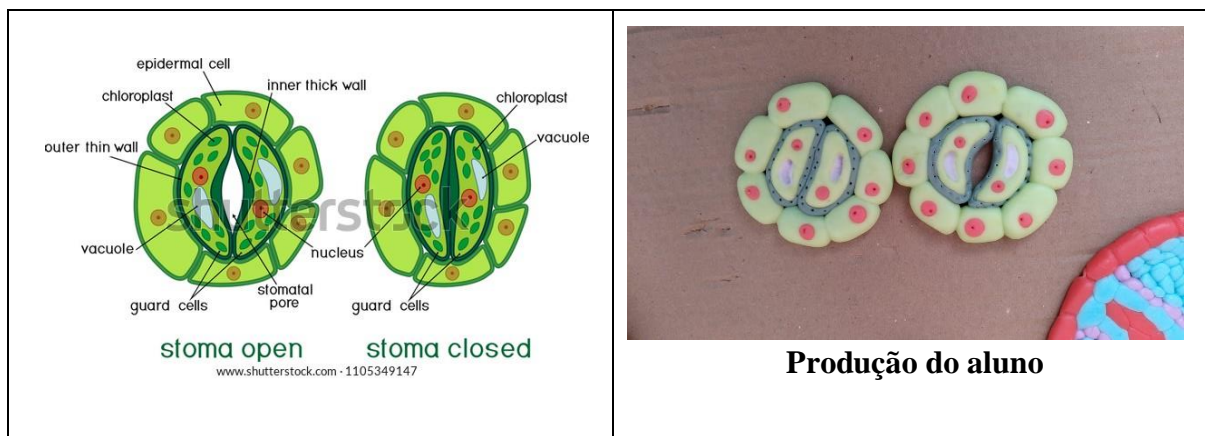 epidermal cell
inner thick wall
chloroplast
outer thin wall
vacuole
nucleus
stomatal
pore
guard cells
stoma open
chloroplast
vacuole
guard cells
stoma closed
shutterstock
www.shutterstock.com · 1105349147
Produção do aluno